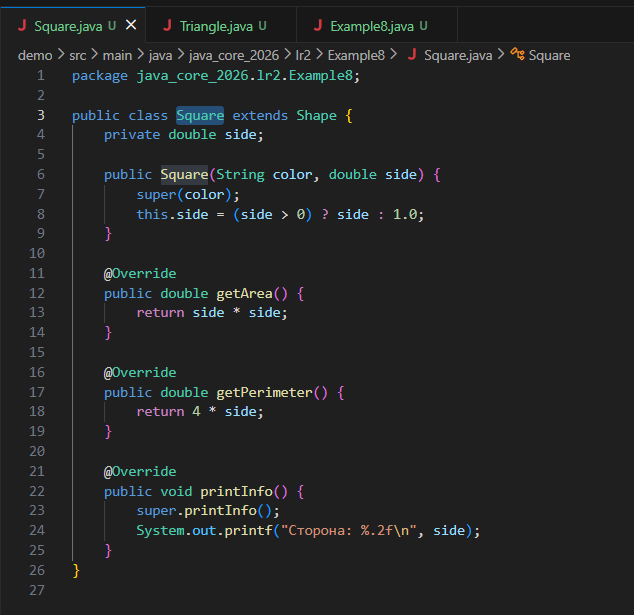 J Square.java U ×
J Triangle.java U
J Example8.java U
demo > src > main > java > java_core_2026 > lr2 > Example8 > J Square.java > Square
1 package java_core_2026.lr2.Example8;
2
3 public class Square extends Shape {
4     private double side;
5
6     public Square(String color, double side) {
7         super(color);
8         this.side = (side > 0) ? side : 1.0;
9     }
10
11     @Override
12     public double getArea() {
13         return side * side;
14     }
15
16     @Override
17     public double getPerimeter() {
18         return 4 * side;
19     }
20
21     @Override
22     public void printInfo() {
23         super.printInfo();
24         System.out.printf("Сторона: %.2f\n", side);
25     }
26 }
27